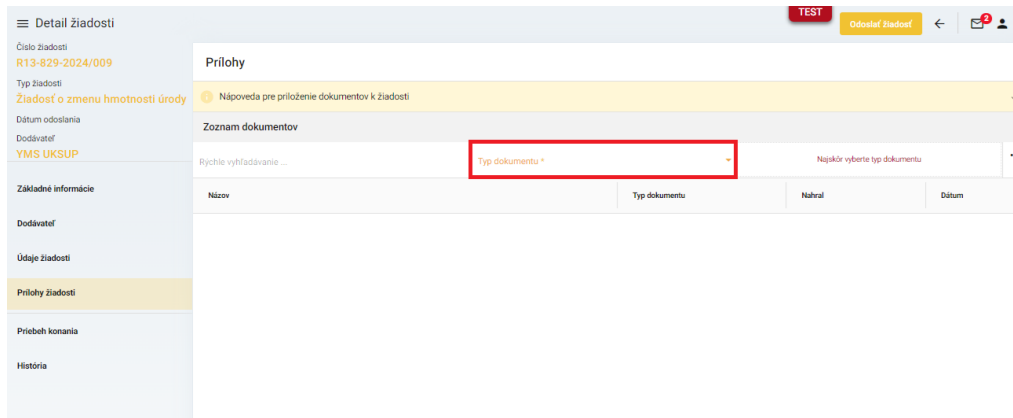 Detail žiadosti
TEST
Odoslať žiadosť
2
Číslo žiadosti
R13-829-2024/009
Typ žiadosti
Žiadosť o zmenu hmotnosti úrody
Dátum odoslania
Dodávateľ
YMS UKSUP
Základné informácie
Dodávateľ
Údaje žiadosti
Prílohy žiadosti
Priebeh konania
História
Prílohy
Nápoveda pre priloženie dokumentov k žiadosti
Zoznam dokumentov
Rýchle vyhľadávanie ...
Typ dokumentu *
Najskôr vyberte typ dokumentu
Názov
Typ dokumentu
Nahral
Dátum